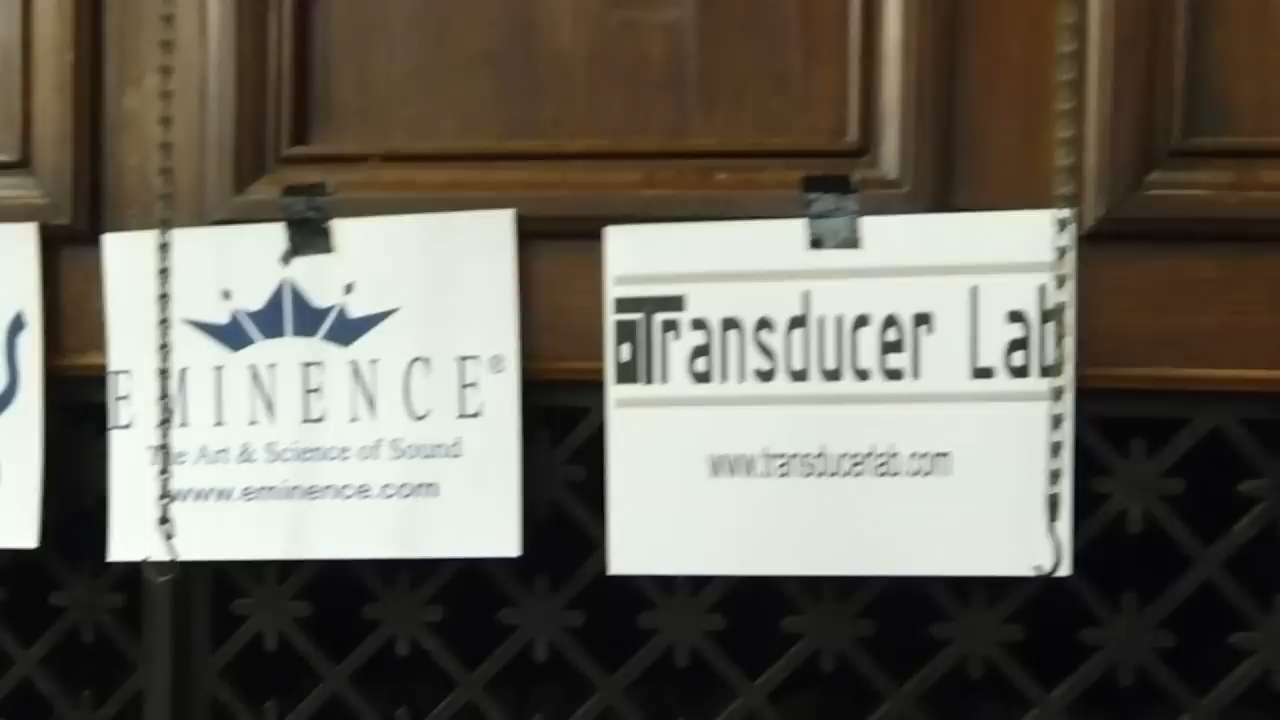 EMINENCE®
The Art & Science of Sound
www.eminence.com
Transducer Lab
www.transducerlab.com